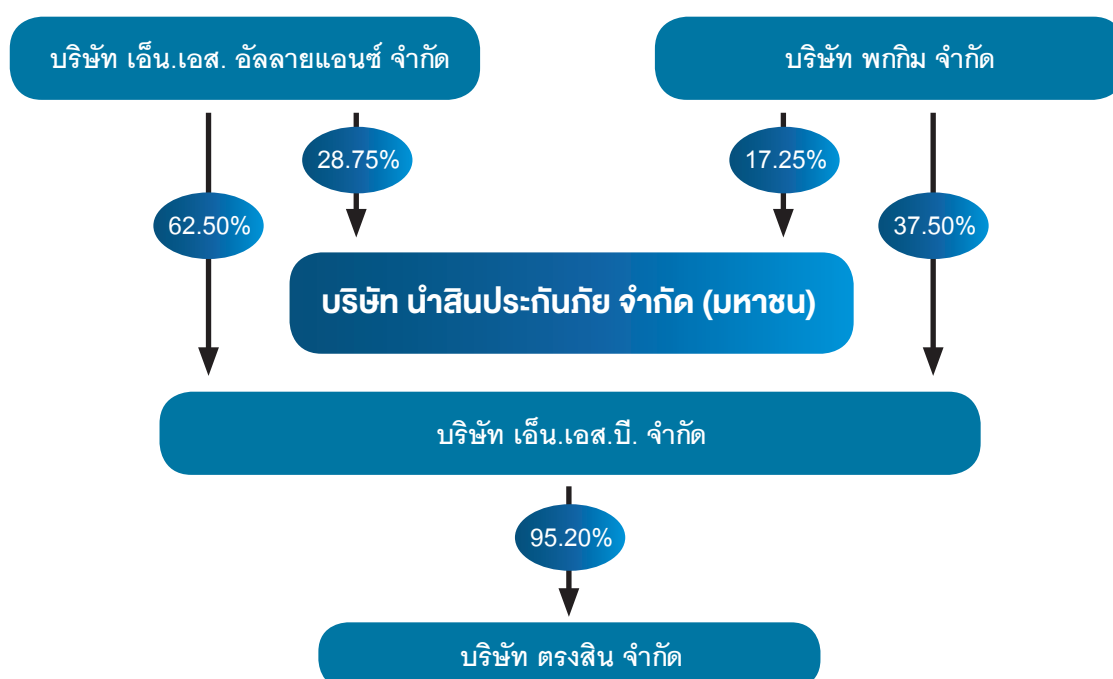 บริษัท เอ็น.เอส. อัลลายแอนซ์ จำกัด
บริษัท พกกิม จำกัด
28.75%
17.25%
62.50%
37.50%
บริษัท นำสินประกันภัย จำกัด (มหาชน)
บริษัท เอ็น.เอส.บี. จำกัด
95.20%
บริษัท ตรงสิน จำกัด